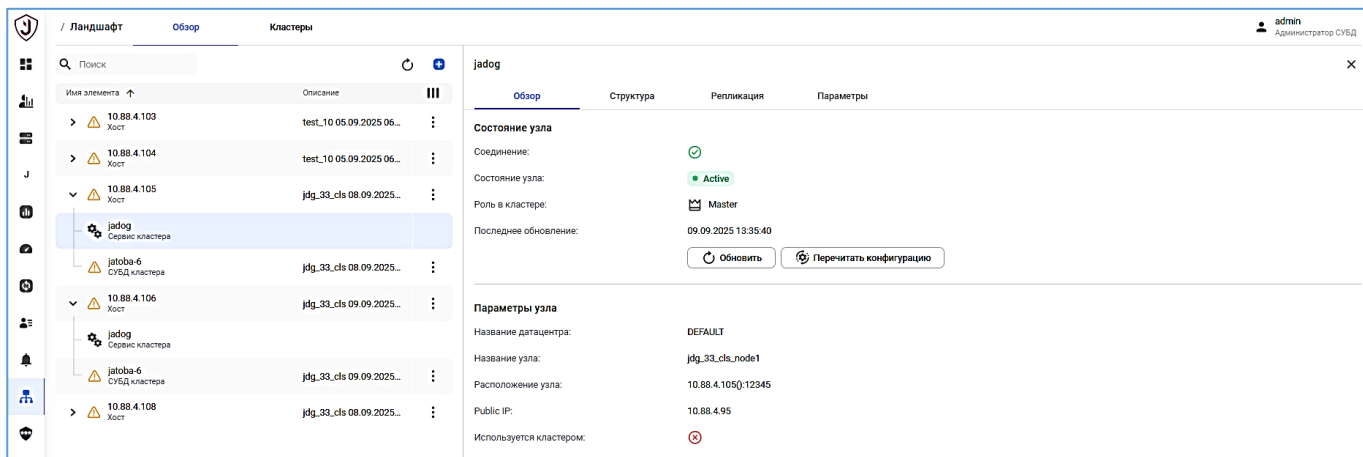 / Ландшафт Обзор Кластеры
admin
Администратор СУБД
Поиск
Имя элемента Описание
10.88.4.103
Хост
test_10 05.09.2025 06...
10.88.4.104
Хост
test_10 05.09.2025 06...
J
10.88.4.105
Хост
jdg_33_cls 08.09.2025...
jadog
Сервис кластера
jatoba-6
СУБД кластера
jdg_33_cls 08.09.2025...
10.88.4.106
Хост
jdg_33_cls 09.09.2025...
jadog
Сервис кластера
jatoba-6
СУБД кластера
jdg_33_cls 09.09.2025...
10.88.4.108
Хост
jdg_33_cls 08.09.2025...
jadog
Обзор Структура Репликация Параметры
Состояние узла
Соединение:
Состояние узла: Active
Роль в кластере: Master
Последнее обновление: 09.09.2025 13:35:40
Обновить Перечитать конфигурацию
Параметры узла
Название датацентра: DEFAULT
Название узла: jdg_33_cls_node1
Расположение узла: 10.88.4.105():12345
Public IP: 10.88.4.95
Используется кластером: